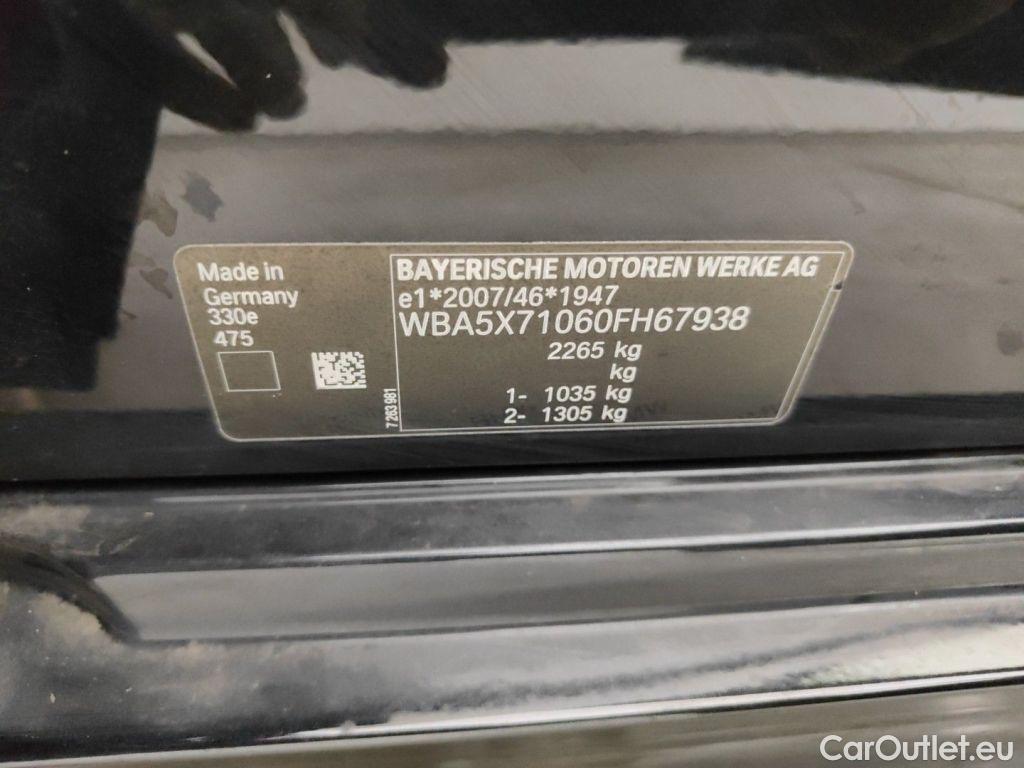 Made in
Germany
330e
475
7 263 981
BAYERISCHE MOTOREN WERKE AG
e1*2007/46*1947
WBA5X71060FH67938
2265 kg
kg
1- 1035 kg
2- 1305 kg
CarOutlet.eu